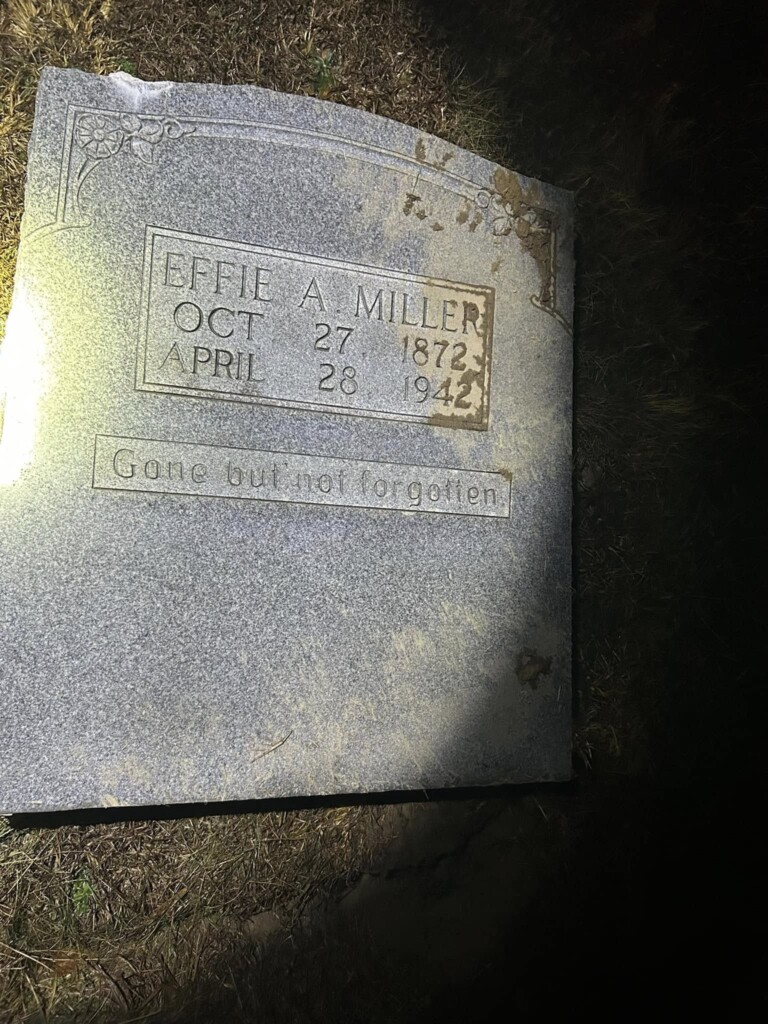 EFFIE A. MILLER
OCT 27, 1872
APRIL 28, 1942
Gone but not forgotten.